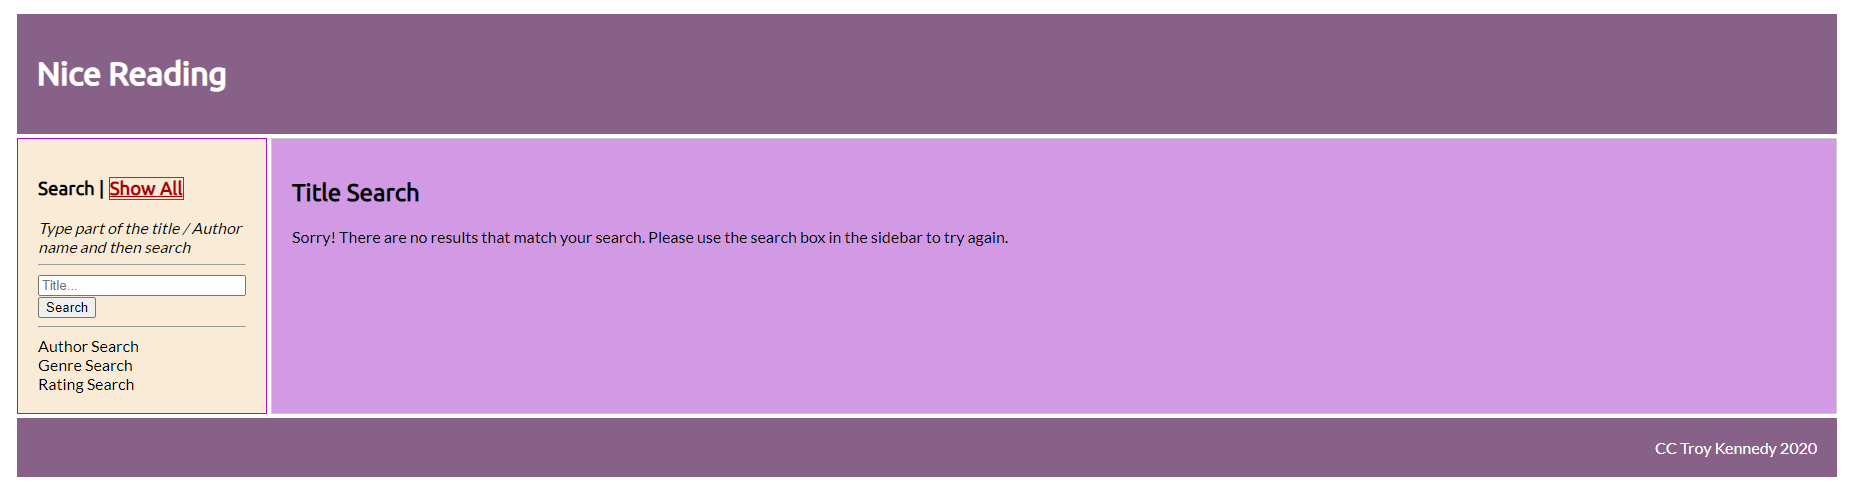 Nice Reading
Search | Show All
Type part of the title / Author
name and then search
Title...
Search
Author Search
Genre Search
Rating Search
Title Search
Sorry! There are no results that match your search. Please use the search box in the sidebar to try again.
CC Troy Kennedy 2020